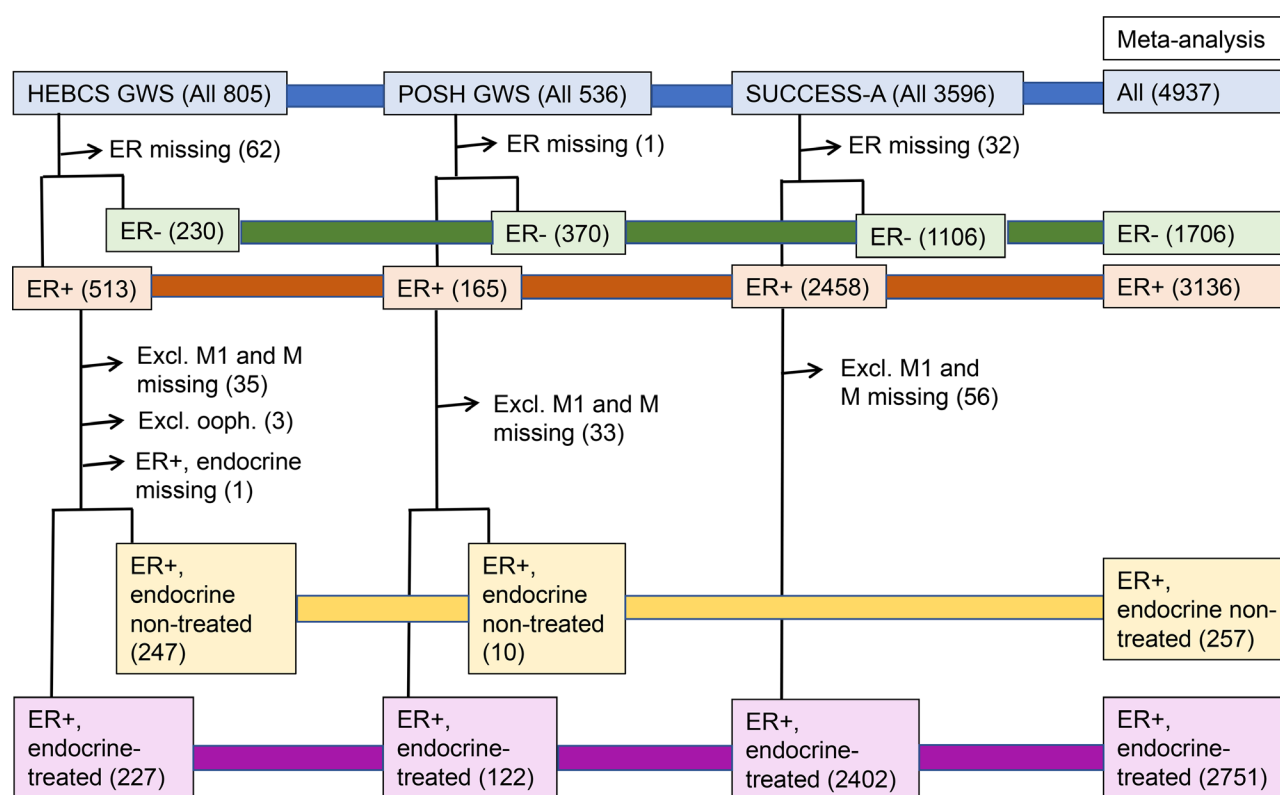 Meta-analysis
HEBCS GWS (All 805)
POSH GWS (All 536)
SUCCESS-A (All 3596)
All (4937)
ER missing (62)
ER missing (1)
ER missing (32)
ER- (230)
ER- (370)
ER- (1106)
ER- (1706)
ER+ (513)
ER+ (165)
ER+ (2458)
ER+ (3136)
Excl. M1 and M
missing (35)
Excl. ooph. (3)
ER+, endocrine
missing (1)
Excl. M1 and M
missing (33)
Excl. M1 and
M missing (56)
ER+,
endocrine
non-treated
(247)
ER+,
endocrine
non-treated
(10)
ER+,
endocrine non-
treated (257)
ER+,
endocrine-
treated (227)
ER+,
endocrine-
treated (122)
ER+,
endocrine-
treated (2402)
ER+,
endocrine-
treated (2751)